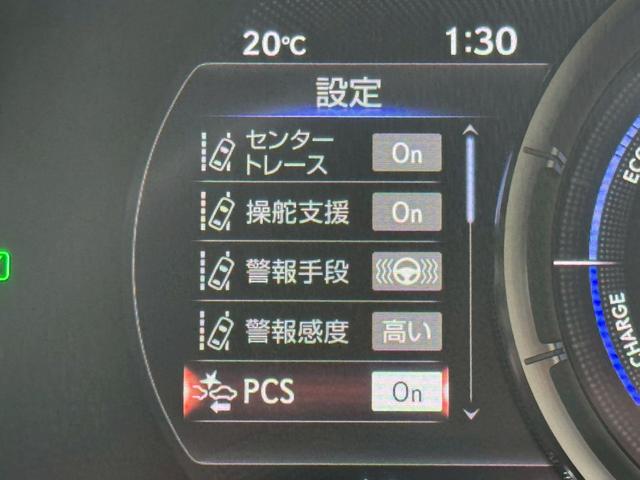 20℃ 1:30
設定
センター
トレース On
操舵支援 On
警報手段
警報感度 高い
PCS On
CHARGE